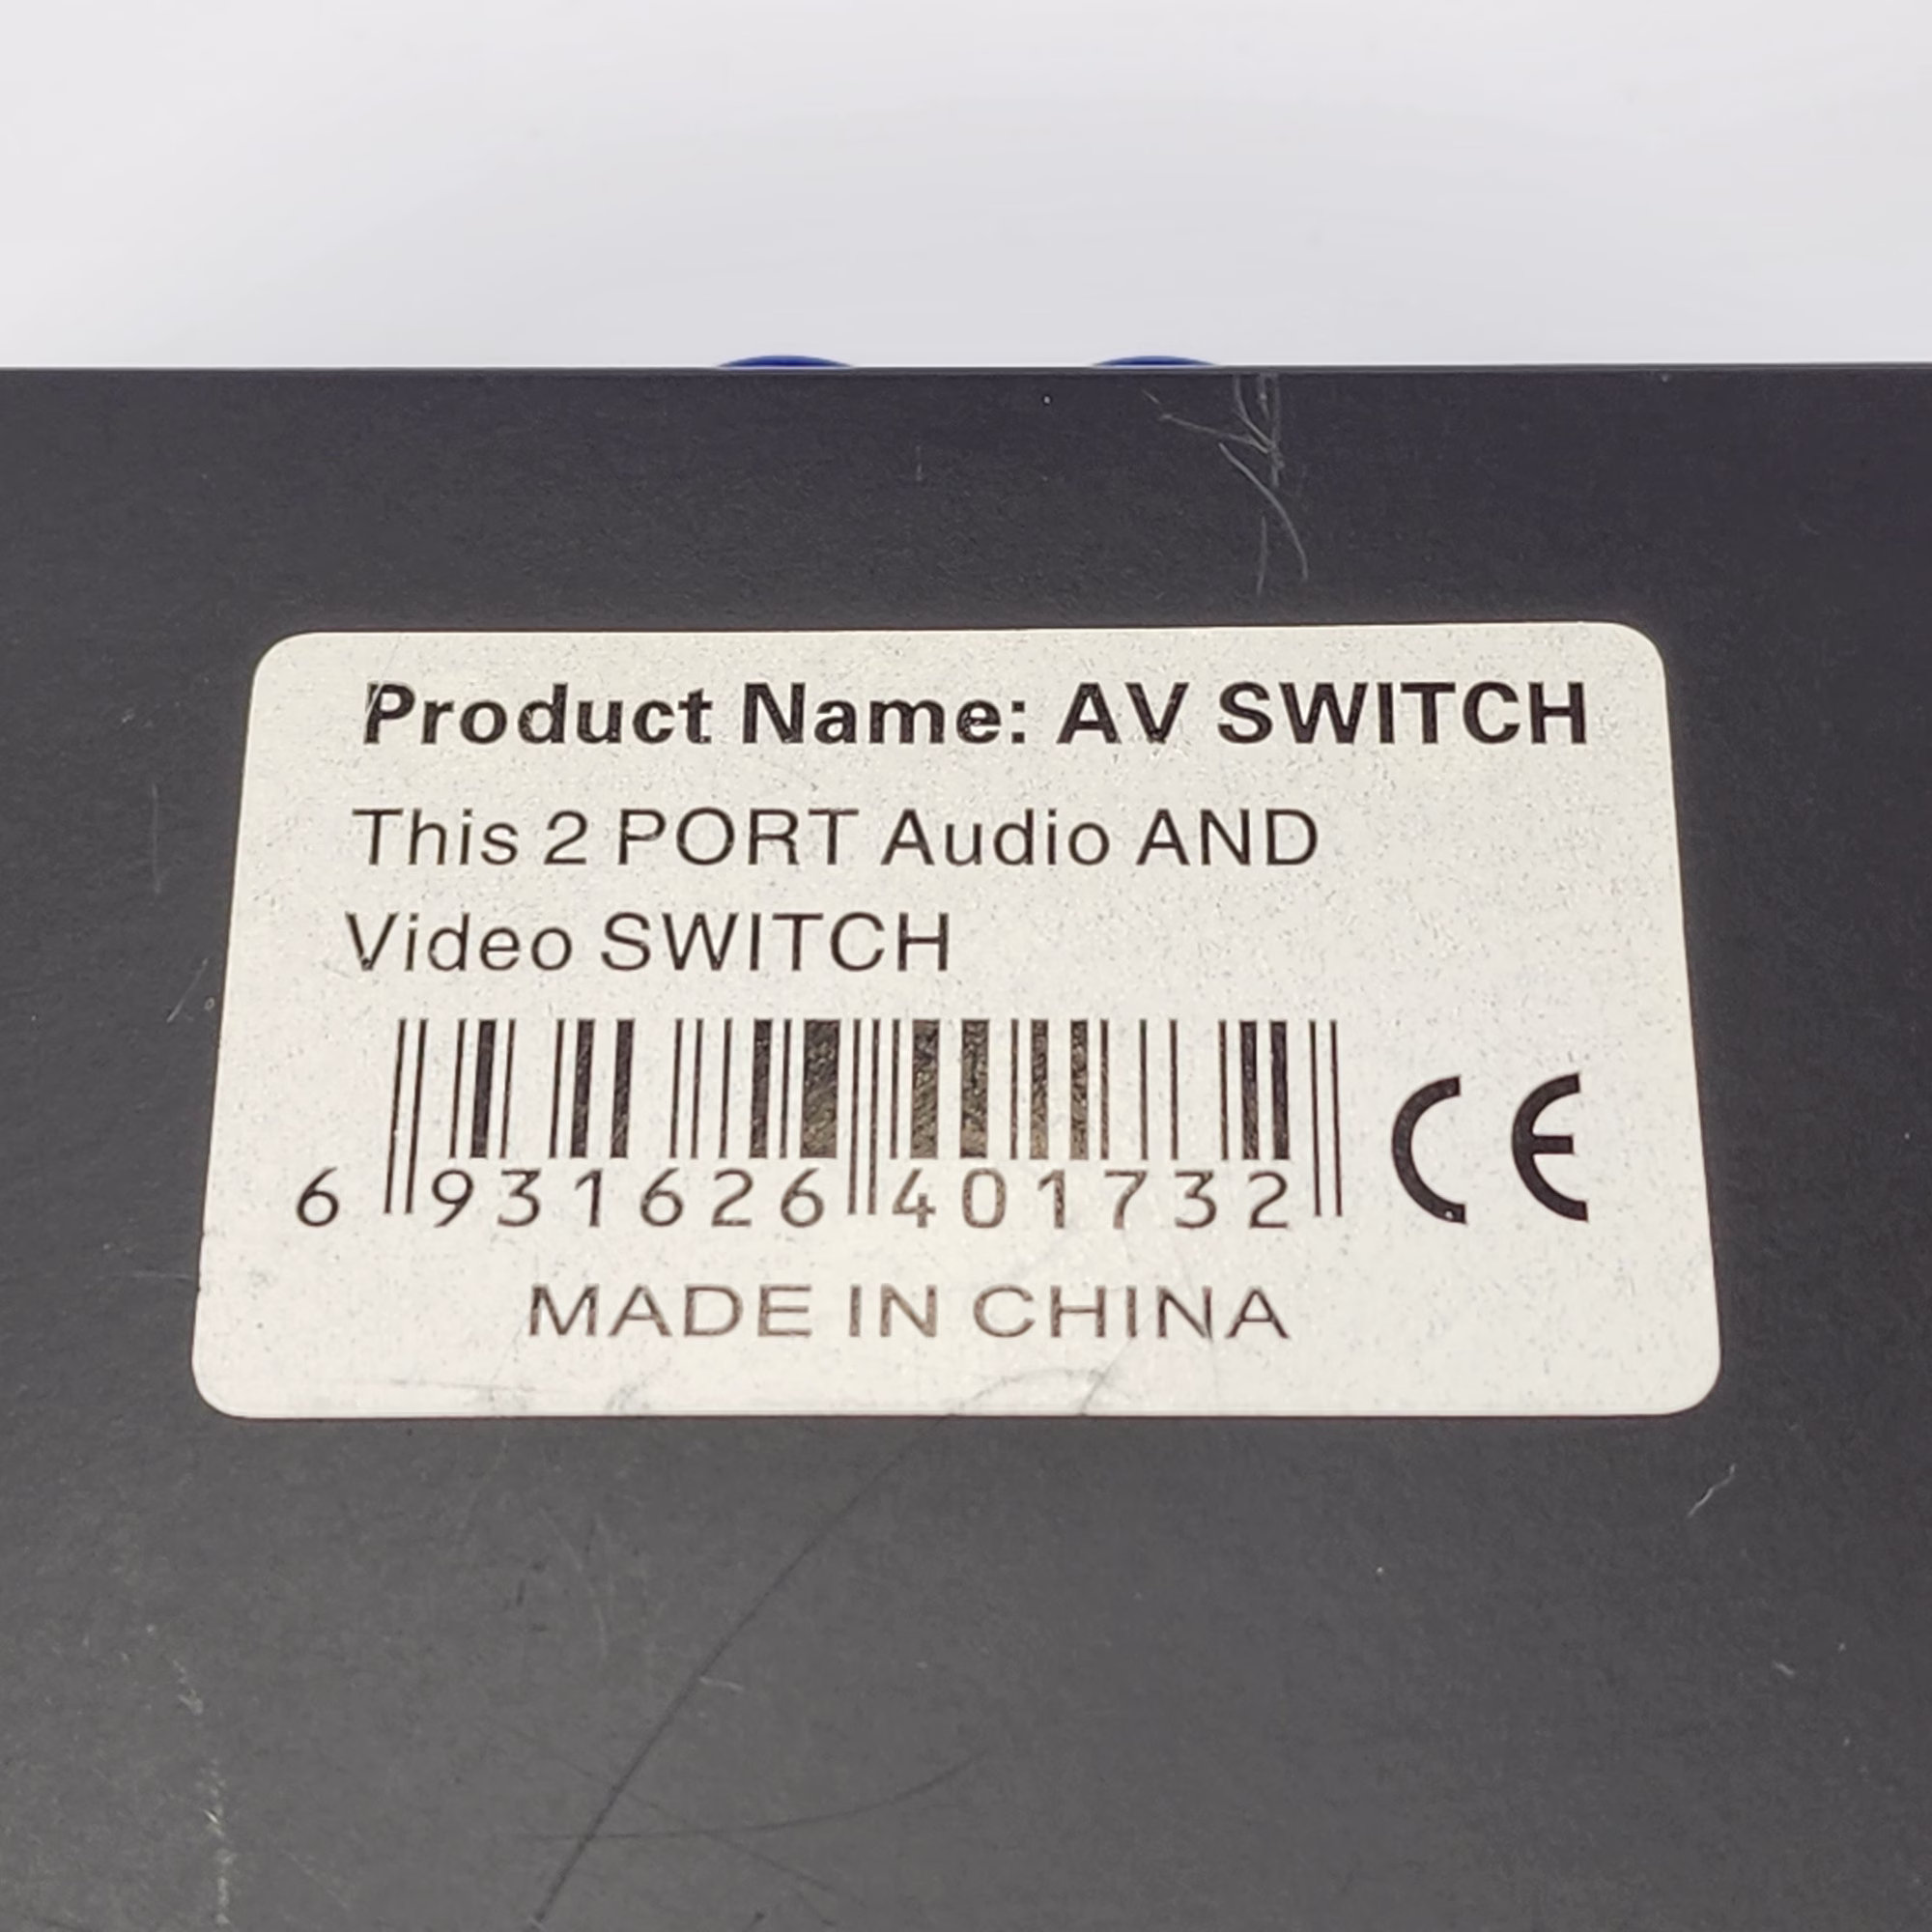 Product Name: AV SWITCH
This 2 PORT Audio AND
Video SWITCH
6 931626 401732
CE
MADE IN CHINA